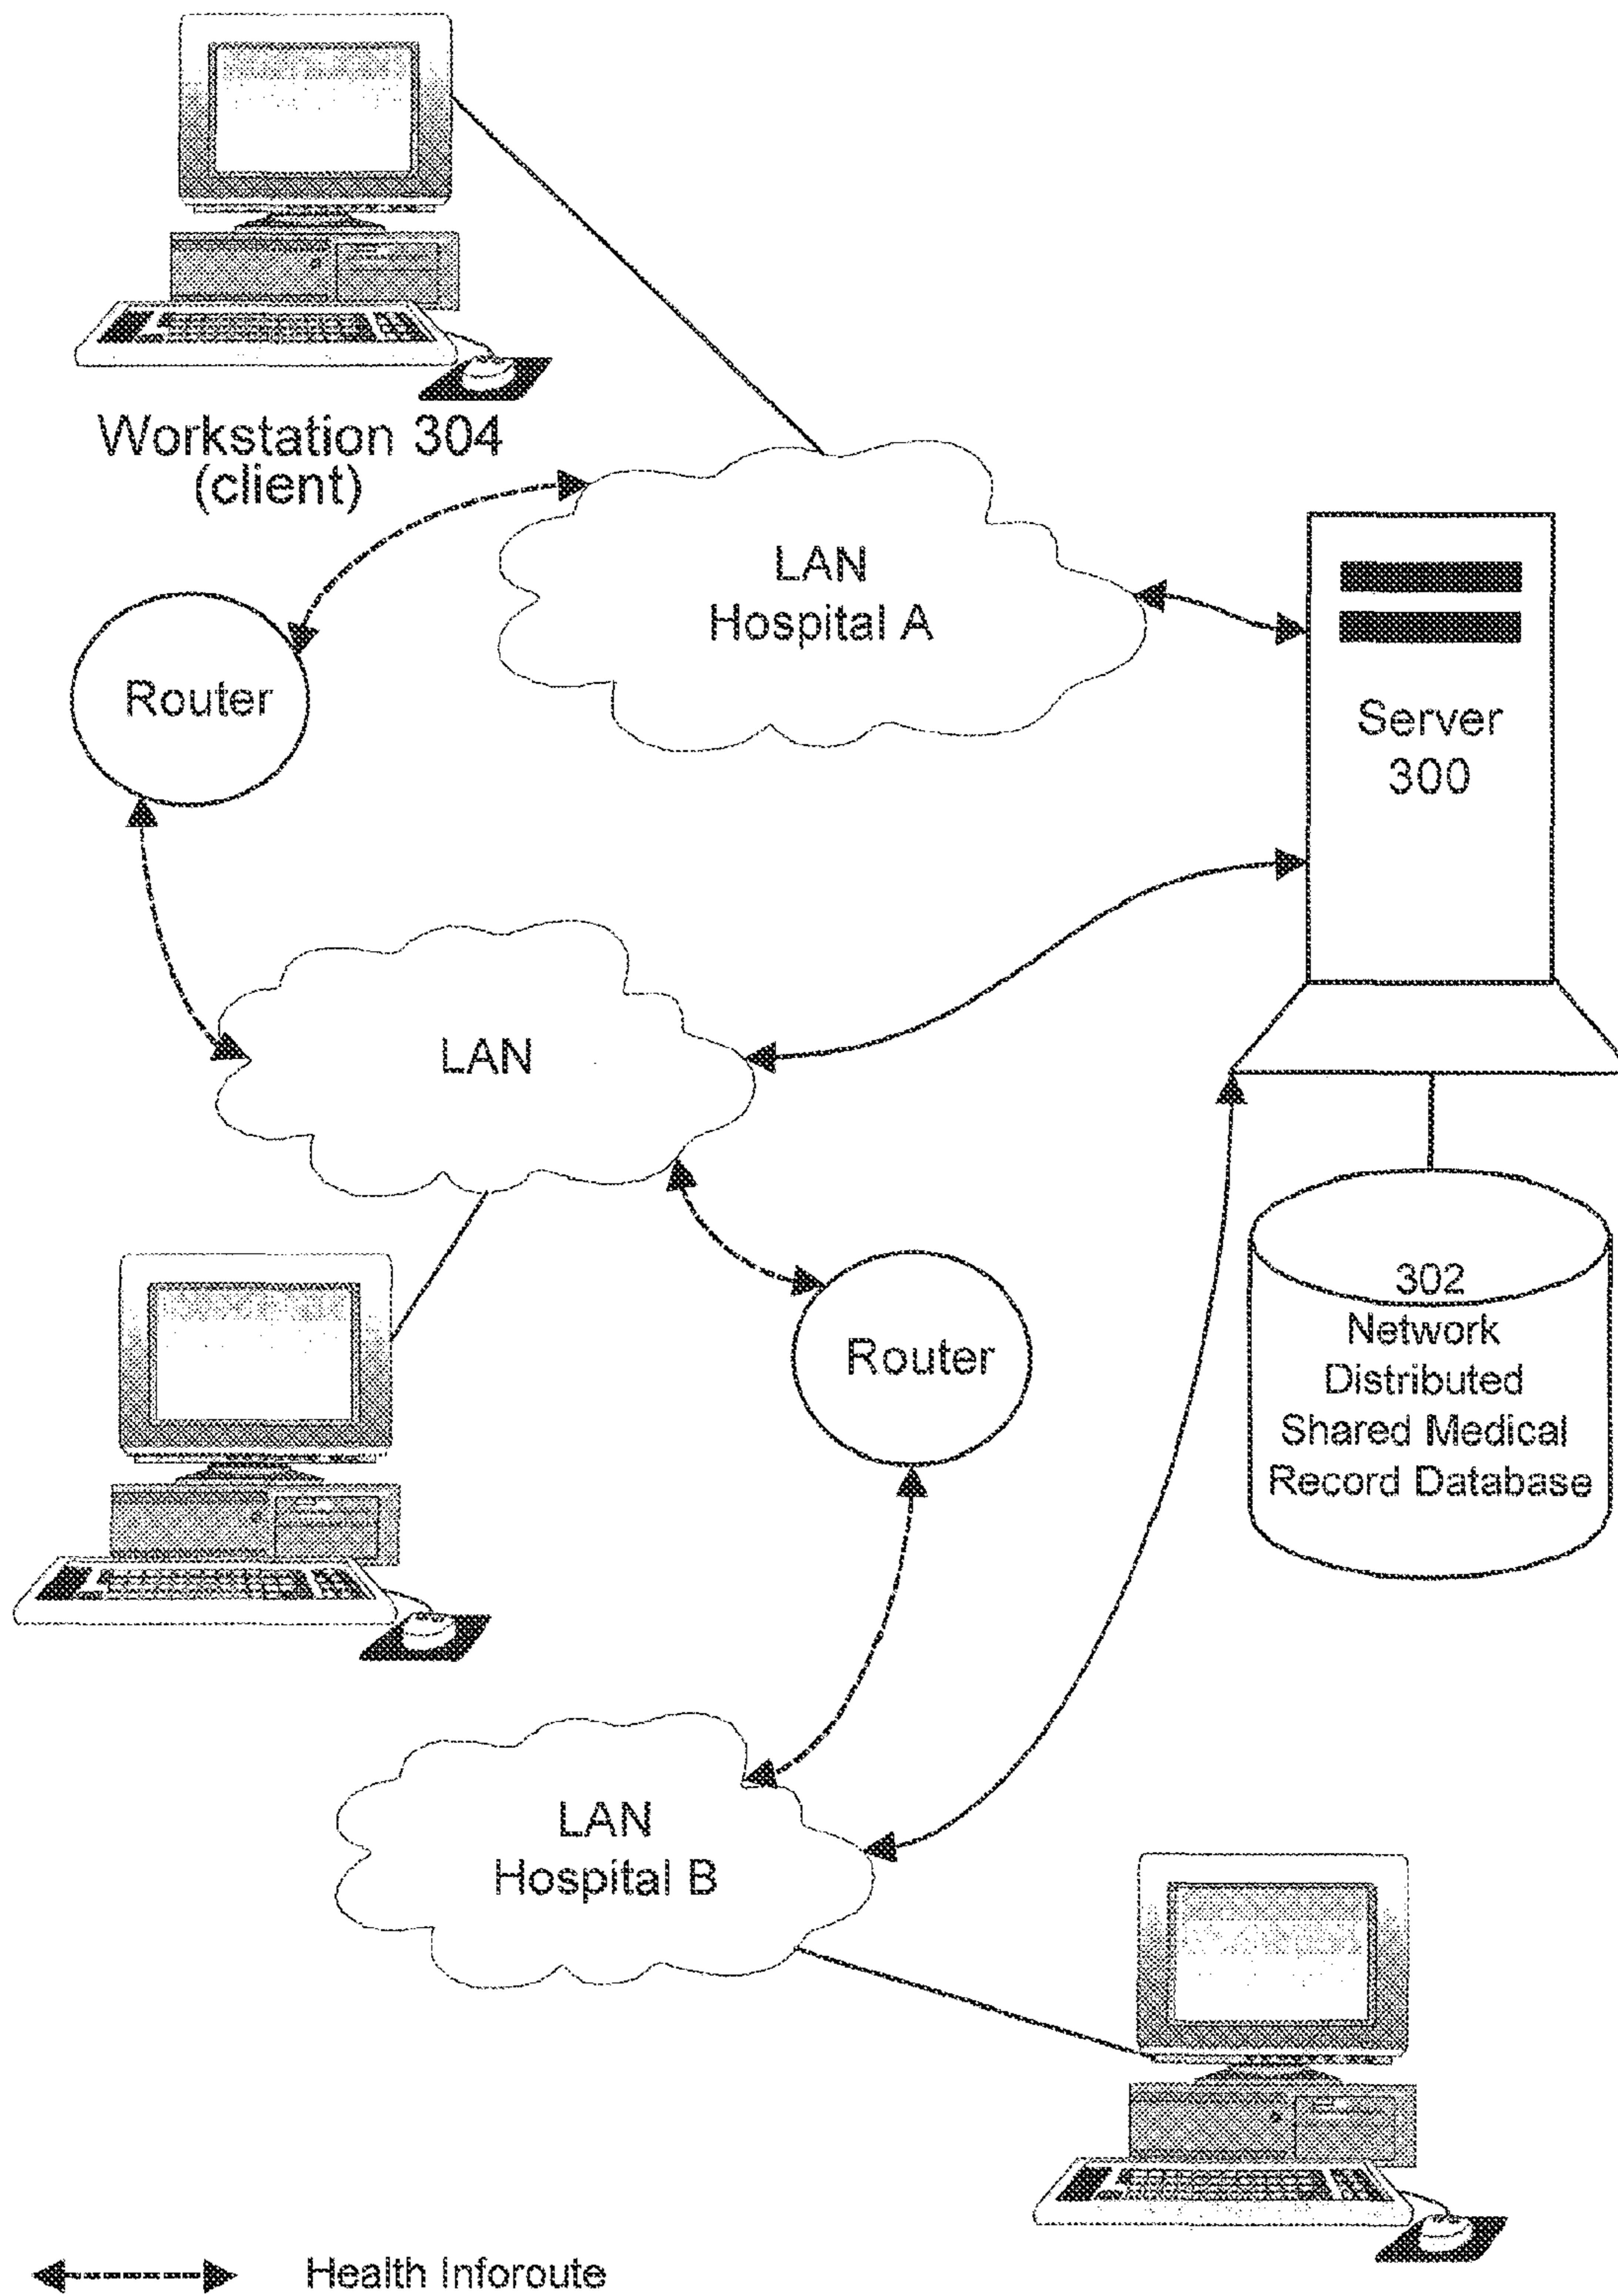 Workstation 304
(client)
LAN
Hospital A
Router
Server
300
LAN
Router
302
Network
Distributed
Shared Medical
Record Database
LAN
Hospital B
Health Inforoute